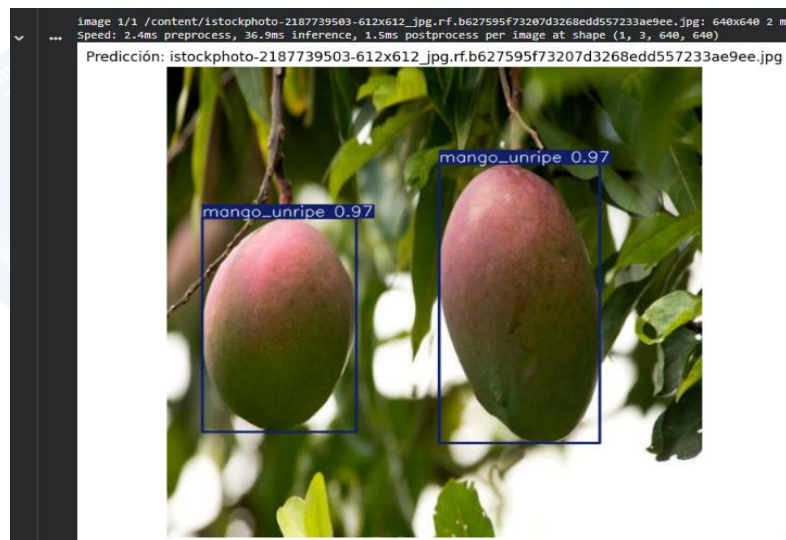 image 1/1 /content/istockphoto-2187739503-612x612_jpg.rf.b627595f73207d3268edd557233ae9ee.jpg: 640x640 2 m
Speed: 2.4ms preprocess, 36.9ms inference, 1.5ms postprocess per image at shape (1, 3, 640, 640)
Predicción: istockphoto-2187739503-612x612_jpg.rf.b627595f73207d3268edd557233ae9ee.jpg
mango_unripe 0.97
mango_unripe 0.97